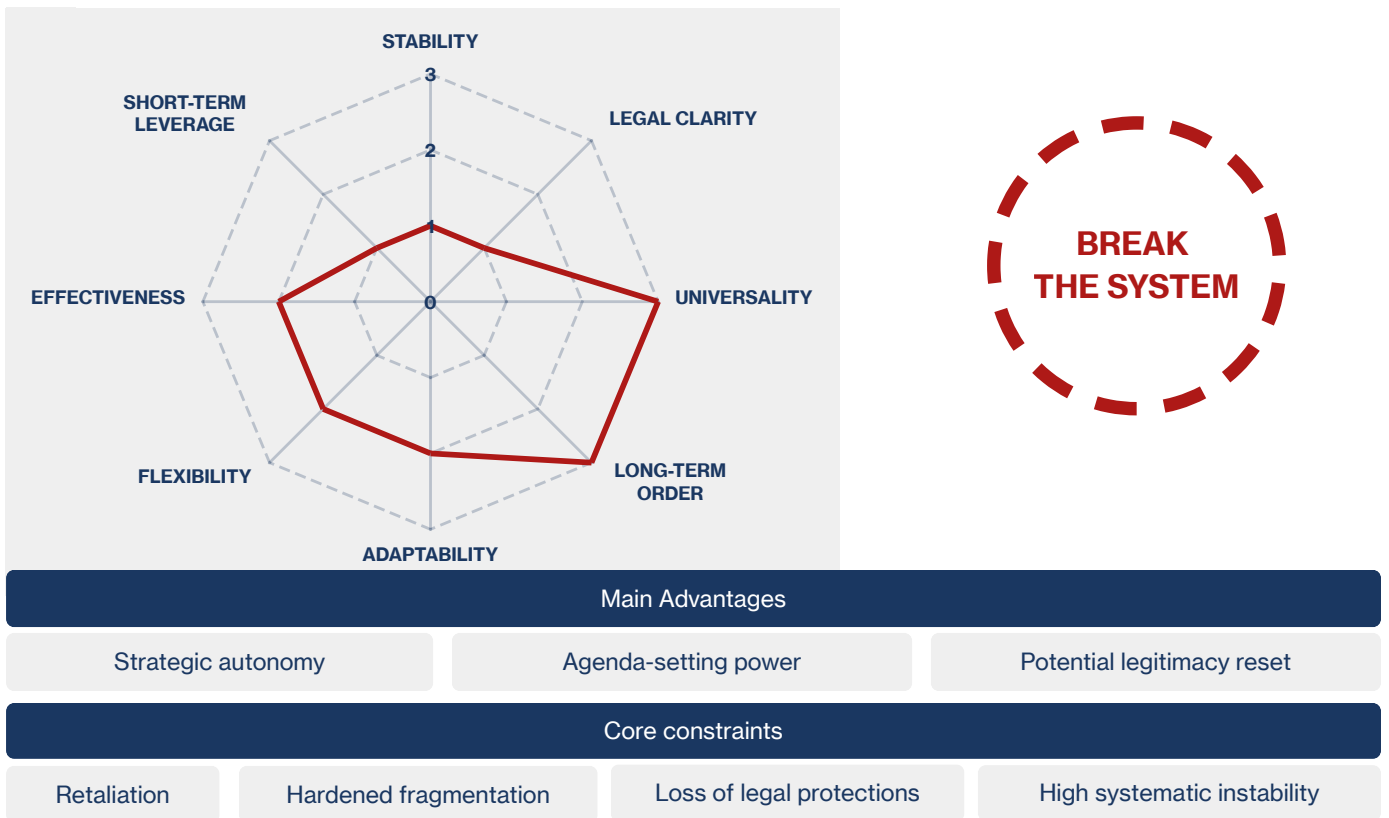 STABILITY
3
SHORT-TERM
LEVERAGE
LEGAL CLARITY
2
1
BREAK
THE SYSTEM
EFFECTIVENESS
0
UNIVERSALITY
FLEXIBILITY
LONG-TERM
ORDER
ADAPTABILITY
Main Advantages
Strategic autonomy
Agenda-setting power
Potential legitimacy reset
Core constraints
Retaliation
Hardened fragmentation
Loss of legal protections
High systematic instability